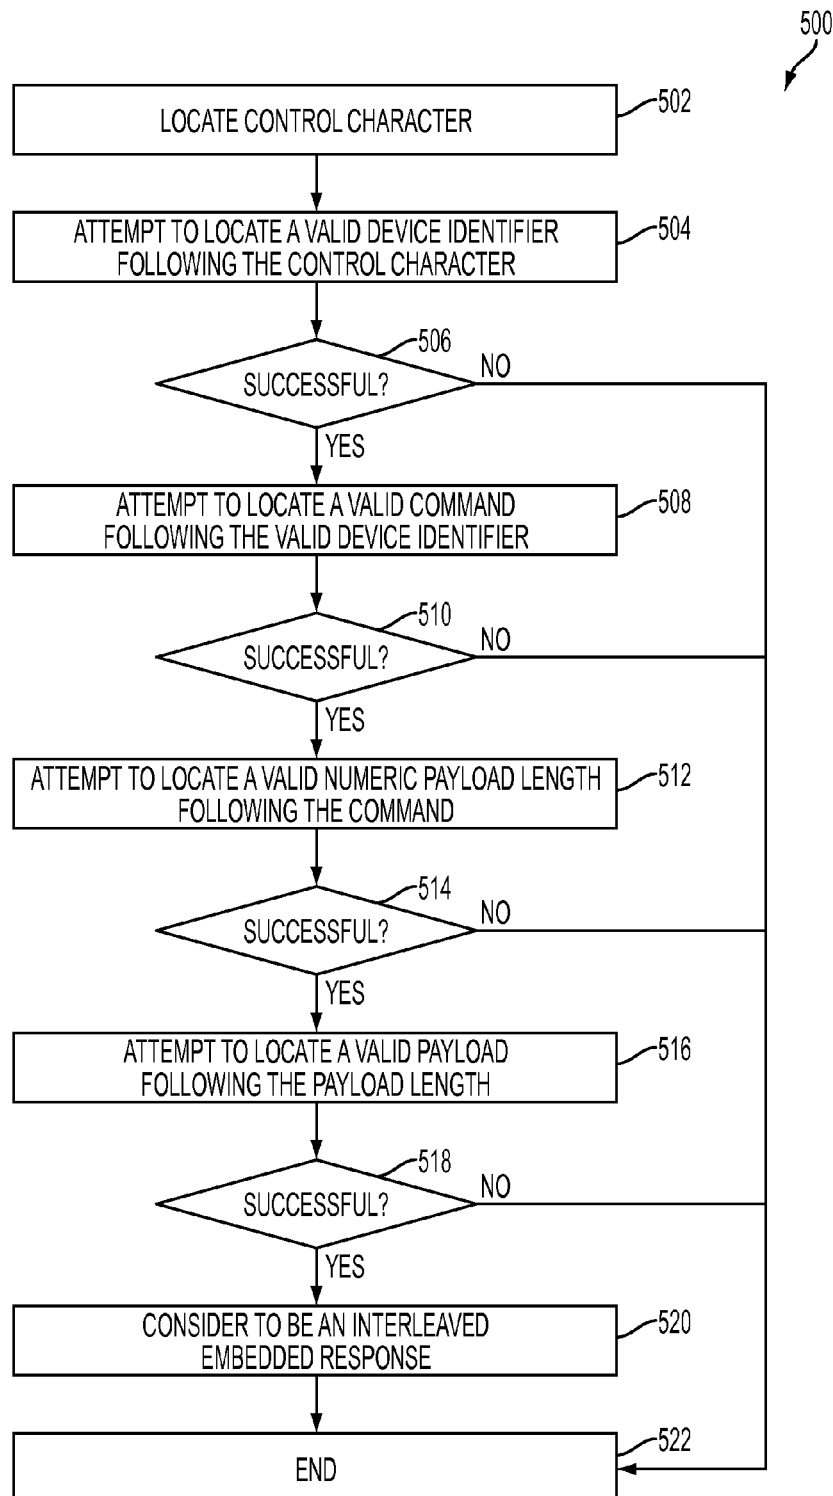 500
LOCATE CONTROL CHARACTER
502
ATTEMPT TO LOCATE A VALID DEVICE IDENTIFIER
FOLLOWING THE CONTROL CHARACTER
504
506
SUCCESSFUL?
NO
YES
ATTEMPT TO LOCATE A VALID COMMAND
FOLLOWING THE VALID DEVICE IDENTIFIER
508
510
SUCCESSFUL?
NO
YES
ATTEMPT TO LOCATE A VALID NUMERIC PAYLOAD LENGTH
FOLLOWING THE COMMAND
512
514
SUCCESSFUL?
NO
YES
ATTEMPT TO LOCATE A VALID PAYLOAD
FOLLOWING THE PAYLOAD LENGTH
516
518
SUCCESSFUL?
NO
YES
CONSIDER TO BE AN INTERLEAVED
EMBEDDED RESPONSE
520
END
522